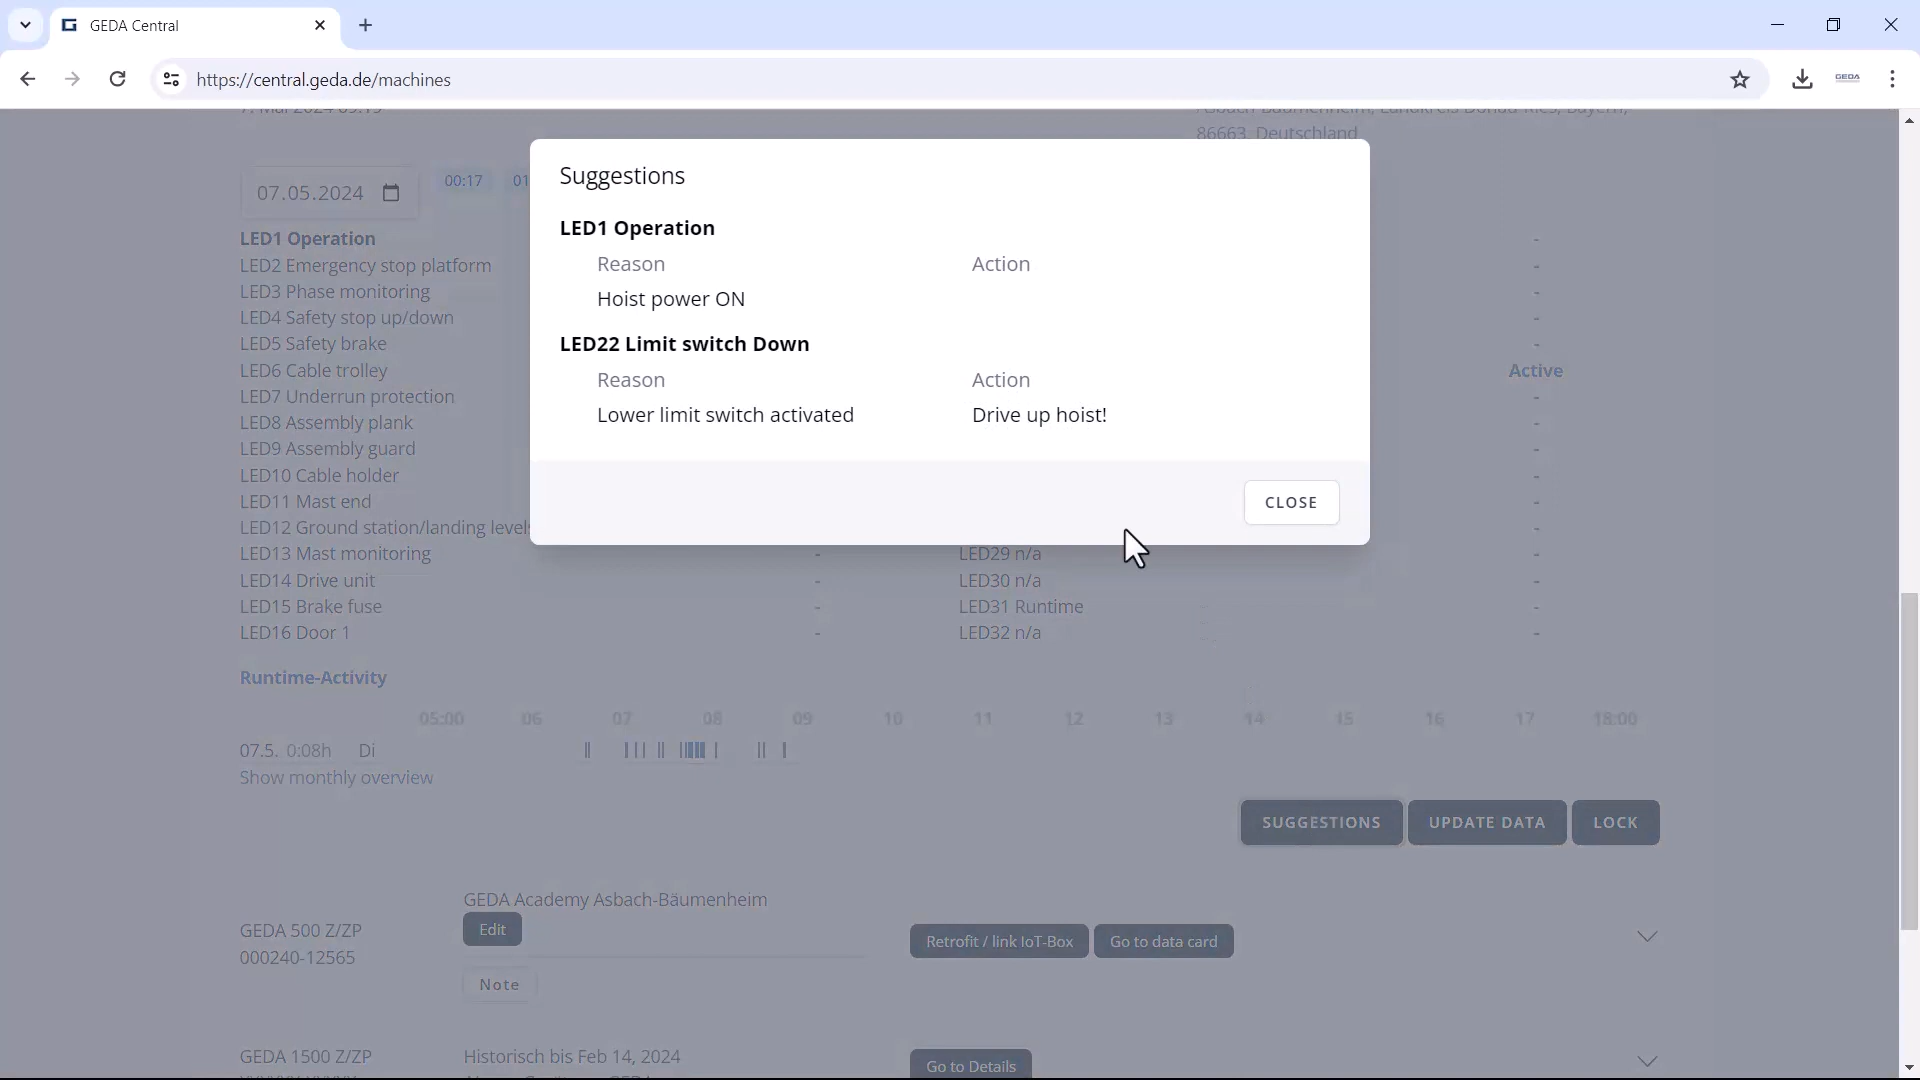 GEDA Central
https://central.geda.de/machines
GEDA
86663, Deutschland
07.05.2024
00:17
01
Suggestions
LED1 Operation
Reason Action
Hoist power ON
LED22 Limit switch Down
Reason Action
Lower limit switch activated Drive up hoist!
CLOSE
LED1 Operation -
LED2 Emergency stop platform -
LED3 Phase monitoring -
LED4 Safety stop up/down -
LED5 Safety brake -
LED6 Cable trolley Active
LED7 Underrun protection -
LED8 Assembly plank -
LED9 Assembly guard -
LED10 Cable holder -
LED11 Mast end -
LED12 Ground station/landing levels -
LED13 Mast monitoring - LED29 n/a -
LED14 Drive unit - LED30 n/a -
LED15 Brake fuse - LED31 Runtime -
LED16 Door 1 - LED32 n/a -
Runtime-Activity
05:00 06 07 08 09 10 11 12 13 14 15 16 17 18:00
07.5. 0:08h Di
Show monthly overview
SUGGESTIONS UPDATE DATA LOCK
GEDA Academy Asbach-Bäumenheim
GEDA 500 Z/ZP
000240-12565
Edit
Retrofit / link IoT-Box Go to data card
Note
GEDA 1500 Z/ZP Historisch bis Feb 14, 2024
Go to Details